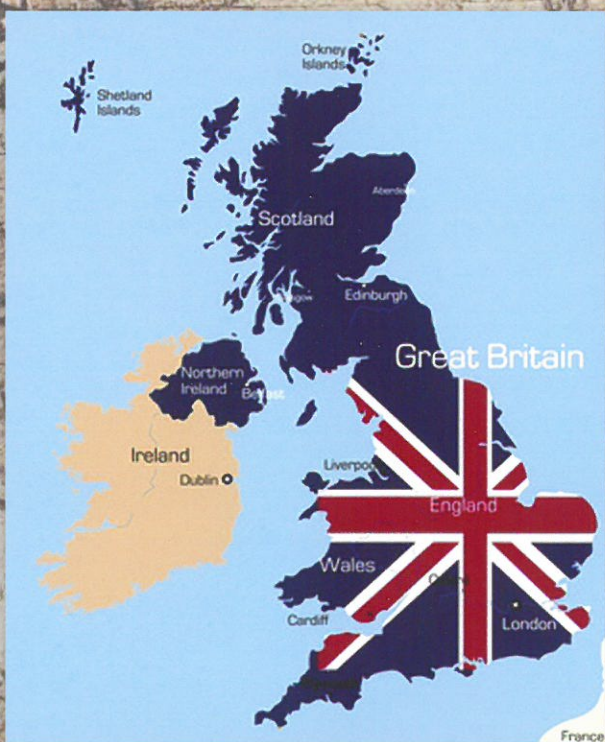 Orkney
Islands
Shetland
Islands
Aberdeen
Scotland
Edinburgh
Great Britain
Northern
Ireland
Belfast
Ireland
Liverpool
Dublin
England
Wales
Cardiff
London
France